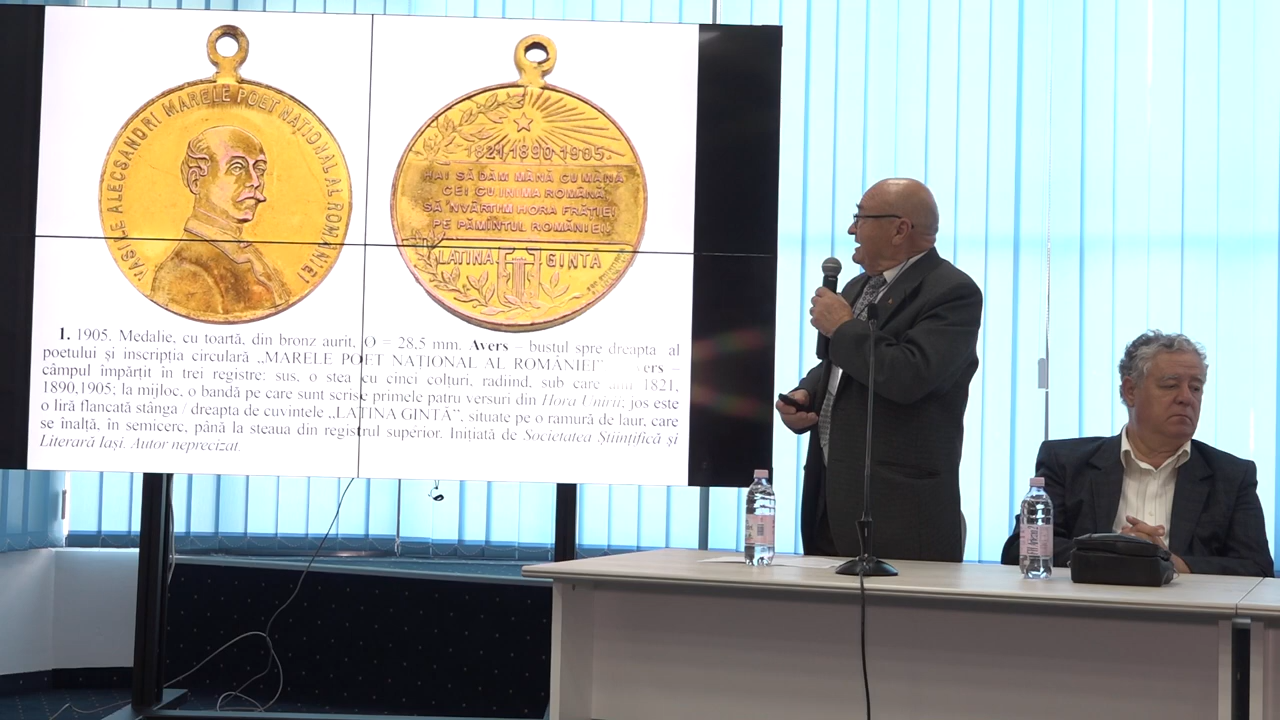 VASILE ALECSANDRI MARELE POET NAȚIONAL AL ROMÂNIEI
1821,1890,1905.
HAI SĂ DĂM MÂNĂ CU MÂNĂ
CEI CU INIMA ROMÂNĂ,
SĂ 'NVÂRTIM HORA FRĂȚIEI
PE PĂMÎNTUL ROMÂNIEI!
LATINA GINTA
1. 1905. Medalie, cu toartă, din bronz aurit, O = 28,5 mm. Avers – bustul spre dreapta al
poetului și inscripția circulară „MARELE POET NAȚIONAL AL ROMÂNIEI" –
câmpul împărțit în trei registre: sus, o stea cu cinci colțuri, radiind, sub care anii 1821,
1890,1905; la mijloc, o bandă pe care sunt scrise primele patru versuri din Hora Unirii; jos este
o liră flancată stânga / dreapta de cuvintele „LATINA GINTĂ", situate pe o ramură de laur, care
se înalță, în semicerc, până la steaua din registrul superior. Inițiată de Societatea Științifică și
Literară Iași. Autor neprecizat.